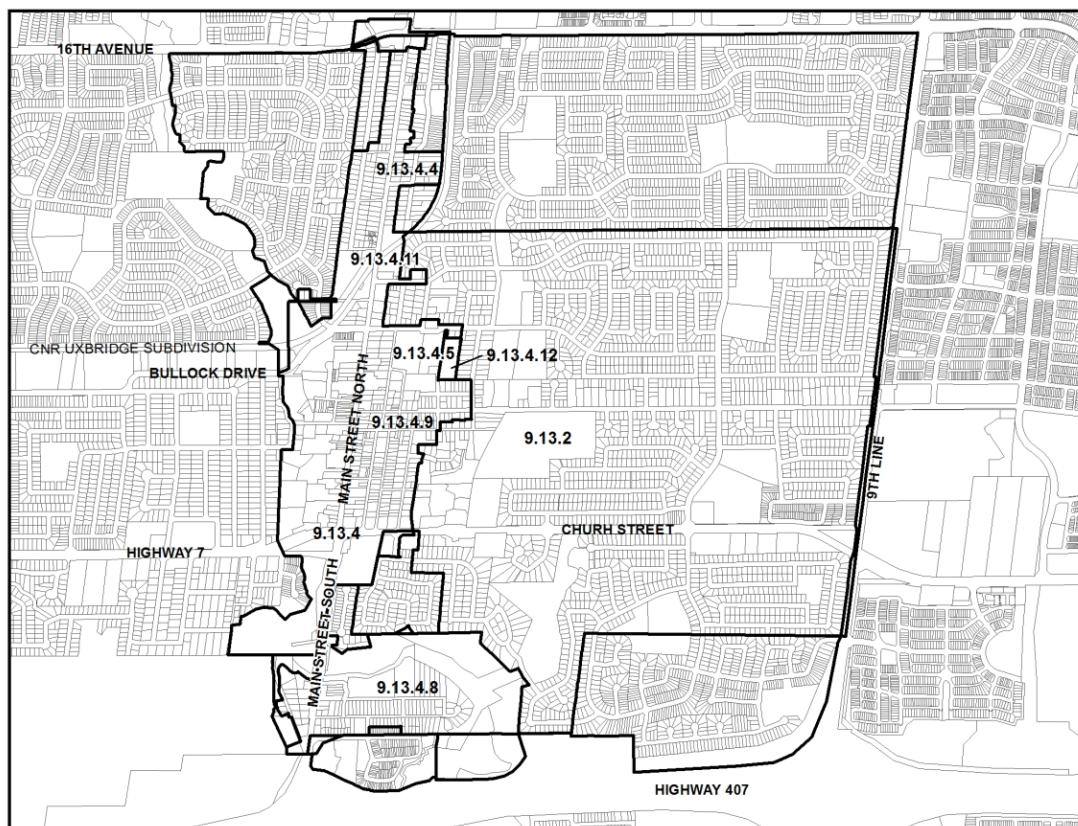 16TH AVENUE
9.13.4.4
9.13.4.11
CNR UXBRIDGE SUBDIVISION
9.13.4.5
9.13.4.12
BULLOCK DRIVE
MAIN STREET NORTH
9.13.4.9
9.13.2
9TH LINE
CHURH STREET
9.13.4
HIGHWAY 7
MAIN STREET SOUTH
9.13.4.8
HIGHWAY 407